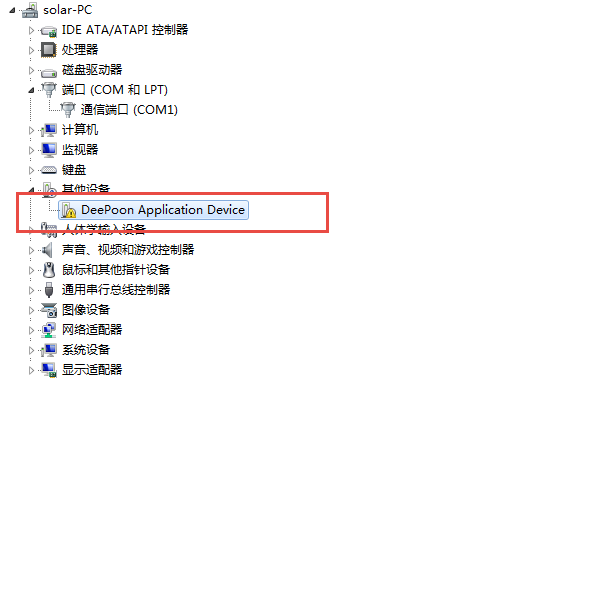 solar-PC
IDE ATA/ATAPI 控制器
处理器
磁盘驱动器
端口 (COM 和 LPT)
通信端口 (COM1)
计算机
监视器
键盘
其他设备
DeePoon Application Device
人体学输入设备
声音、视频和游戏控制器
鼠标和其他指针设备
通用串行总线控制器
图像设备
网络适配器
系统设备
显示适配器